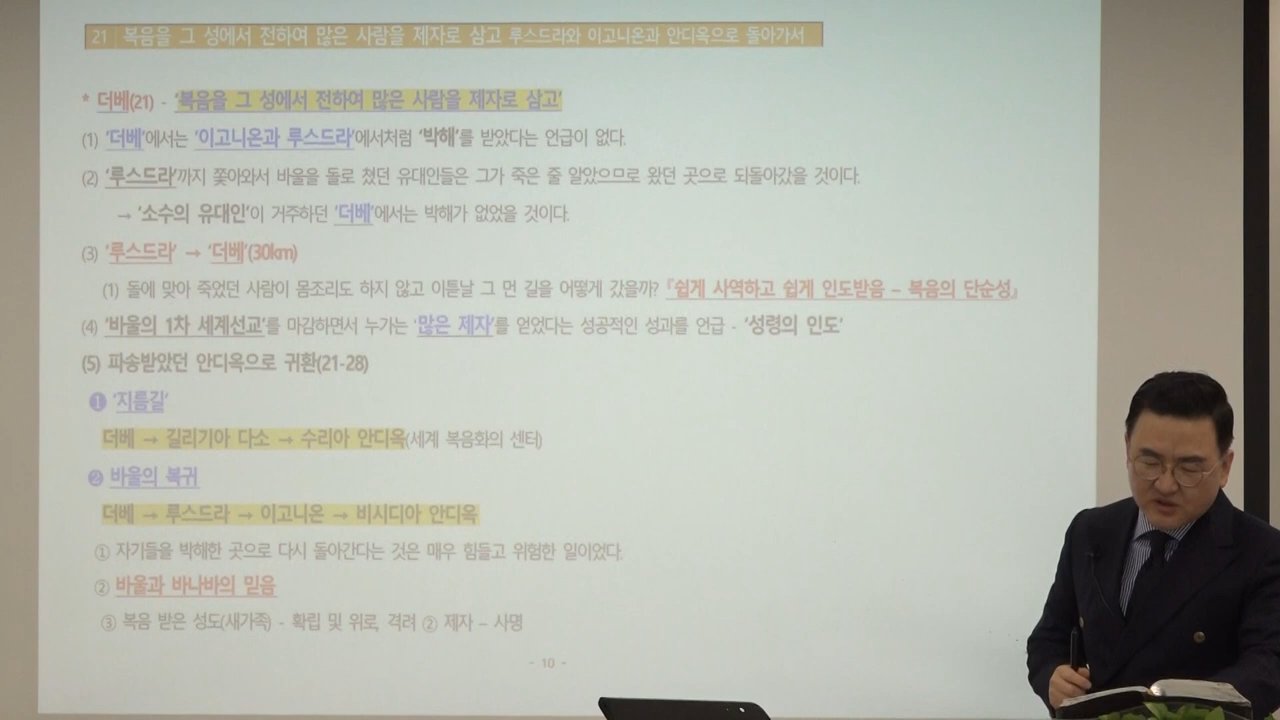 21 복음을 그 성에서 전하여 많은 사람을 제자로 삼고 루스드라와 이고니온과 안디옥으로 돌아가서
* 더베(21) - '복음을 그 성에서 전하여 많은 사람을 제자로 삼고'
(1) '더베'에서는 '이고니온과 루스드라'에서처럼 '박해'를 받았다는 언급이 없다.
(2) '루스드라'까지 쫓아와서 바울을 돌로 쳤던 유대인들은 그가 죽은 줄 알았으므로 왔던 곳으로 되돌아갔을 것이다.
→ '소수의 유대인'이 거주하던 '더베'에서는 박해가 없었을 것이다.
(3) '루스드라' → '더베'(30km)
(1) 돌에 맞아 죽었던 사람이 몸조리도 하지 않고 이튿날 그 먼 길을 어떻게 갔을까? 『쉽게 사역하고 쉽게 인도받음 – 복음의 단순성』
(4) '바울의 1차 세계선교'를 마감하면서 누가는 '많은 제자'를 얻었다는 성공적인 성과를 언급 - '성령의 인도'
(5) 파송받았던 안디옥으로 귀환(21-28)
❶ '지름길'
더베 → 길리기아 다소 → 수리아 안디옥(세계 복음화의 센터)
❷ 바울의 복귀
더베 → 루스드라 → 이고니온 → 비시디아 안디옥
① 자기들을 박해한 곳으로 다시 돌아간다는 것은 매우 힘들고 위험한 일이었다.
② 바울과 바나바의 믿음
③ 복음 받은 성도(새가족) - 확립 및 위로, 격려 ② 제자 – 사명
- 10 -